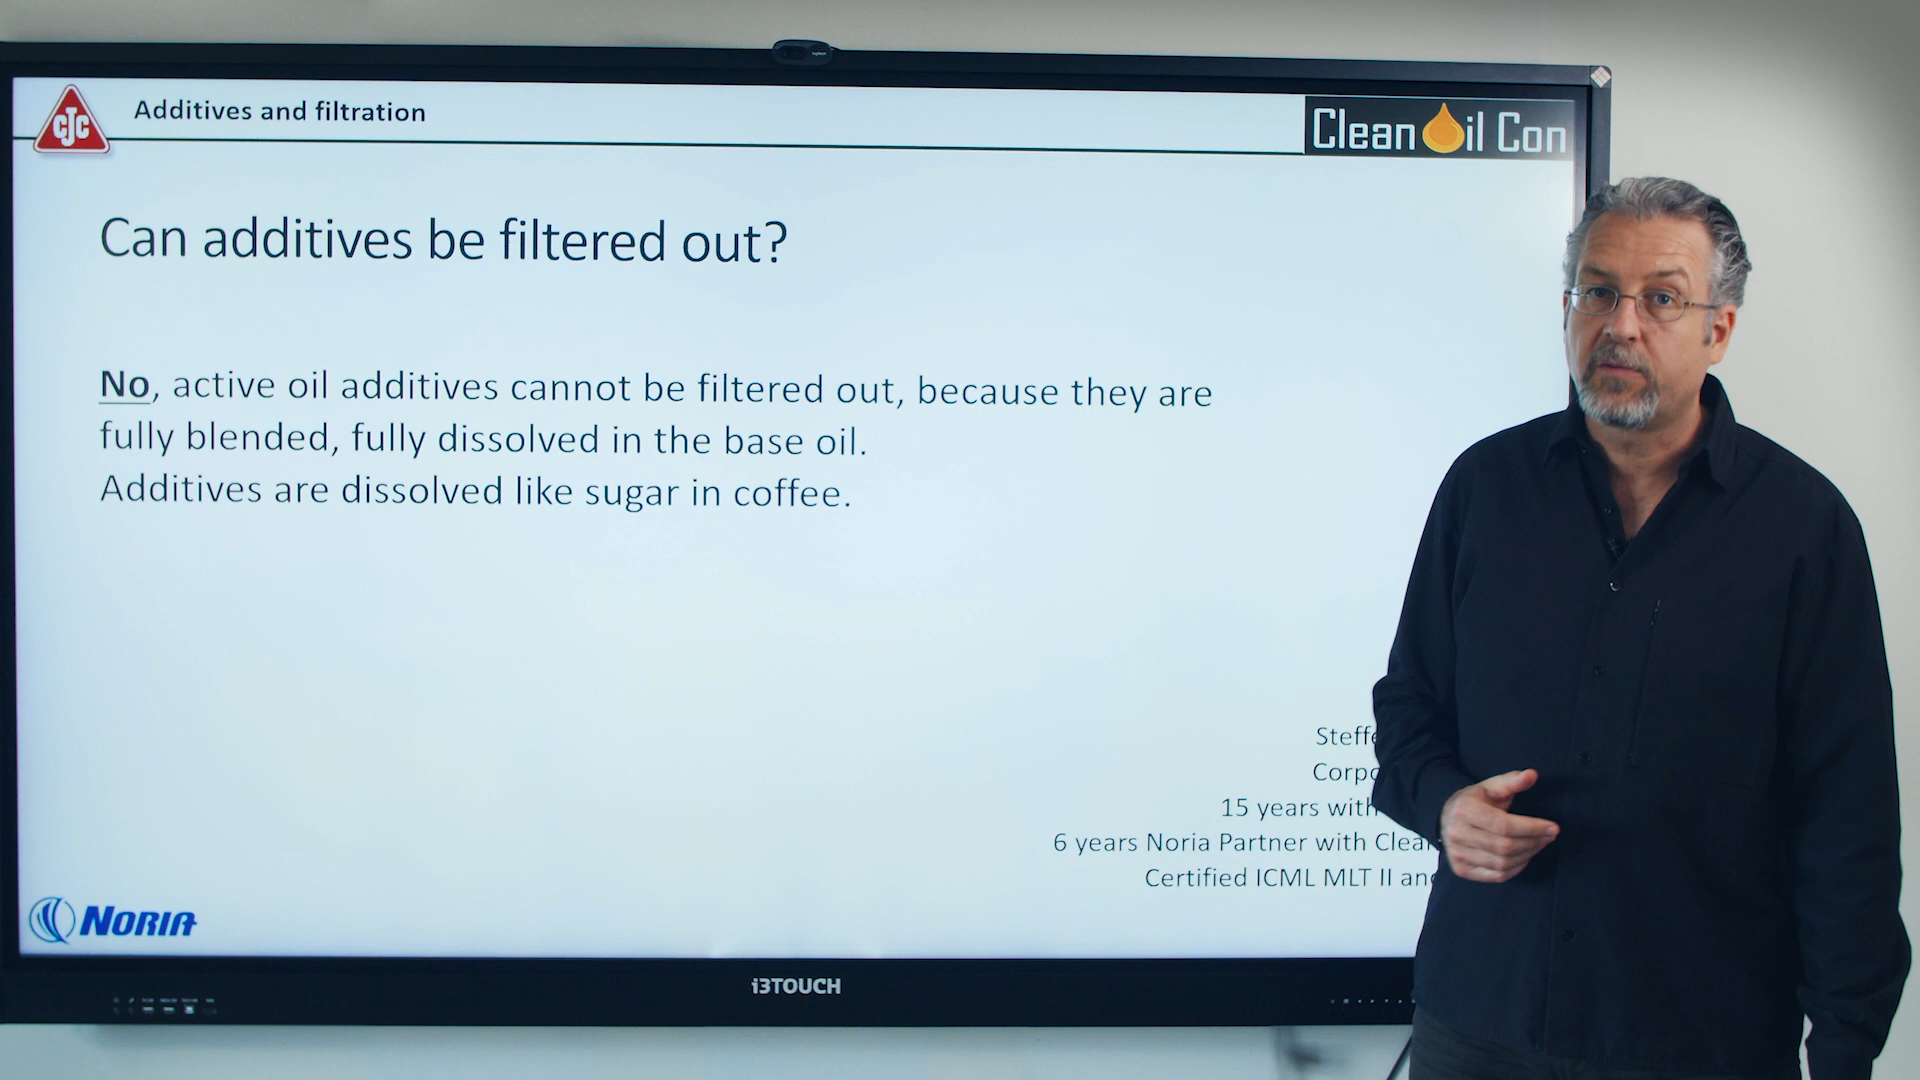 CJC
Additives and filtration
Clean Oil Con
Can additives be filtered out?
No, active oil additives cannot be filtered out, because they are
fully blended, fully dissolved in the base oil.
Additives are dissolved like sugar in coffee.
15 years with
6 years Noria Partner with
Certified ICML MLT II
NORIA
i3TOUCH